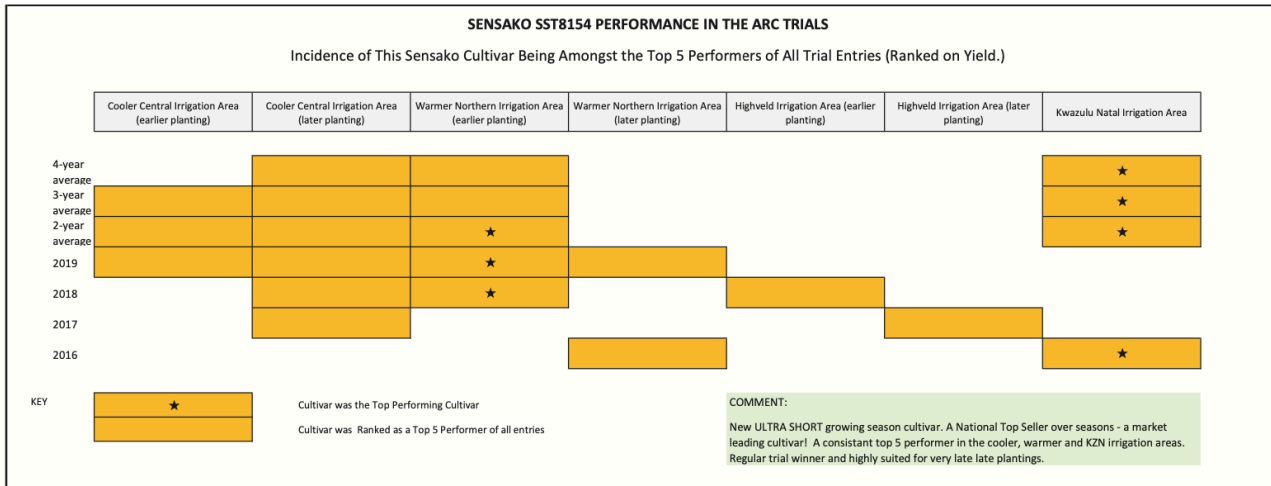 SENSAKO SST8154 PERFORMANCE IN THE ARC TRIALS
Incidence of This Sensako Cultivar Being Amongst the Top 5 Performers of All Trial Entries (Ranked on Yield.)
Cooler Central Irrigation Area
(earlier planting)
Cooler Central Irrigation Area
(later planting)
Warmer Northern Irrigation Area
(earlier planting)
Warmer Northern Irrigation Area
(later planting)
Highveld Irrigation Area (earlier
planting)
Highveld Irrigation Area (later
planting)
Kwazulu Natal Irrigation Area
4-year
average
★
3-year
average
★
2-year
average
★ ★
2019
★
2018
★
2017
2016
★
KEY
★
Cultivar was the Top Performing Cultivar
Cultivar was Ranked as a Top 5 Performer of all entries
COMMENT:
New ULTRA SHORT growing season cultivar. A National Top Seller over seasons - a market
leading cultivar! A consistant top 5 performer in the cooler, warmer and KZN irrigation areas.
Regular trial winner and highly suited for very late late plantings.